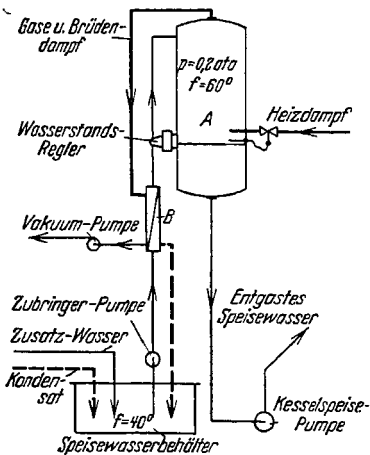 Gase u. Brüden-
dampf
p=0,2 ata
f=60°
A
Heizdampf
Wasserstands-
Regler
B
Vakuum-Pumpe
Zubringer-Pumpe
Zusatz-Wasser
Konden-
sat
f=40°
Speisewasserbehälter
Entgastes
Speisewasser
Kesselspeise-
Pumpe